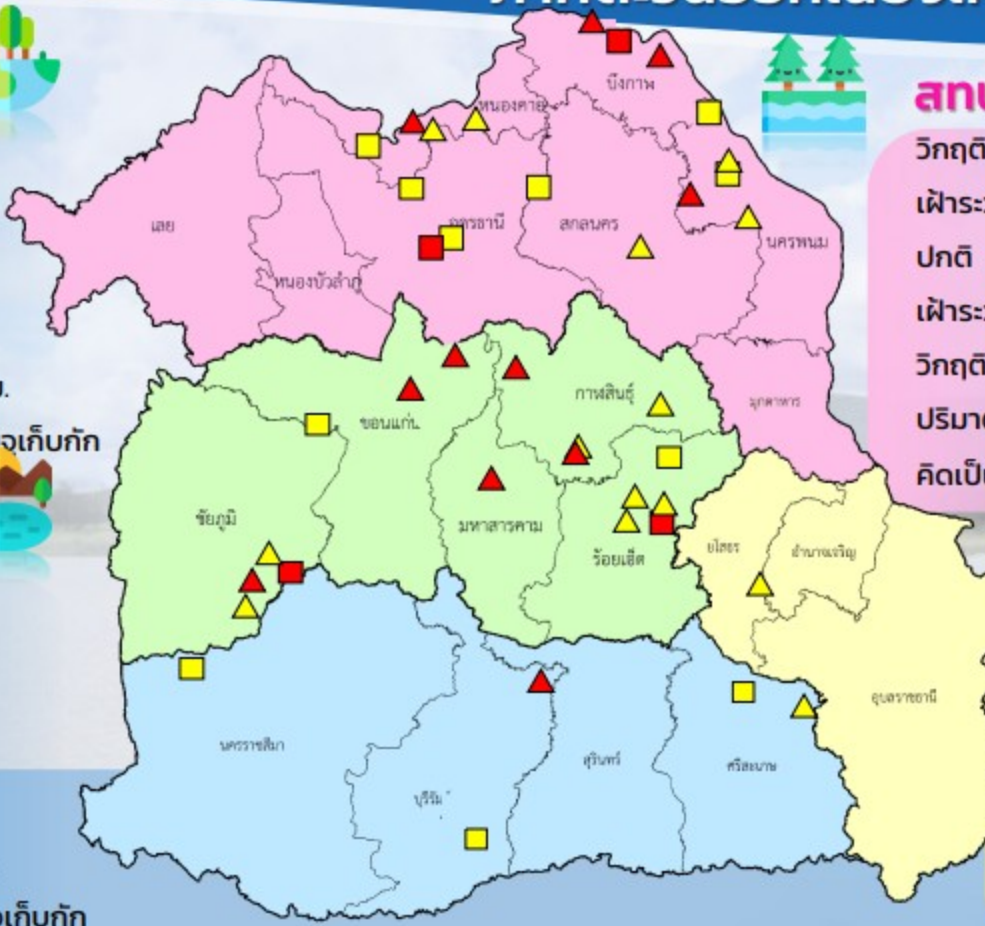 บึงกาฬ
หนองคาย
สทน
วิกฤติ
เฝ้าระ
ปกติ
เฝ้าระ
วิกฤติ
ปริมา
คิดเป็
เลย
อุดรธานี
สกลนคร
นครพนม
หนองบัวลำภู
มุกดาหาร
กาฬสินธุ์
ขอนแก่น
จุเก็บกัก
ชัยภูมิ
มหาสารคาม
ร้อยเอ็ด
ยโสธร
อำนาจเจริญ
อุบลราชธานี
นครราชสีมา
สุรินทร์
ศรีสะเกษ
บุรีรัม
เก็บกัก